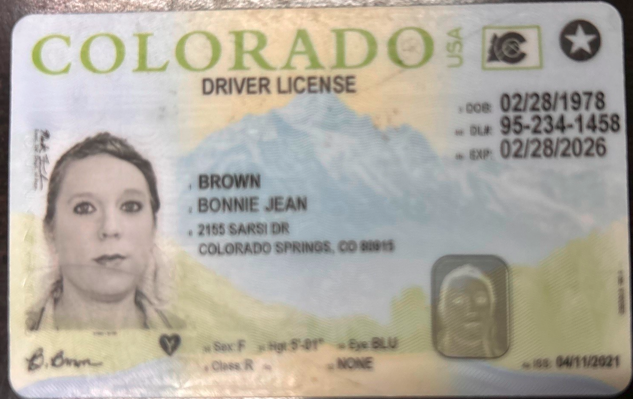 COLORADO USA
DRIVER LICENSE
DOB: 02/28/1978
DL#: 95-234-1458
EXP: 02/28/2026
BROWN
BONNIE JEAN
2155 SARSI DR
COLORADO SPRINGS, CO
Sex: F Hgt: 5'-01" Eye: BLU
Class: R NONE
B. Brown
ISS: 04/11/2021